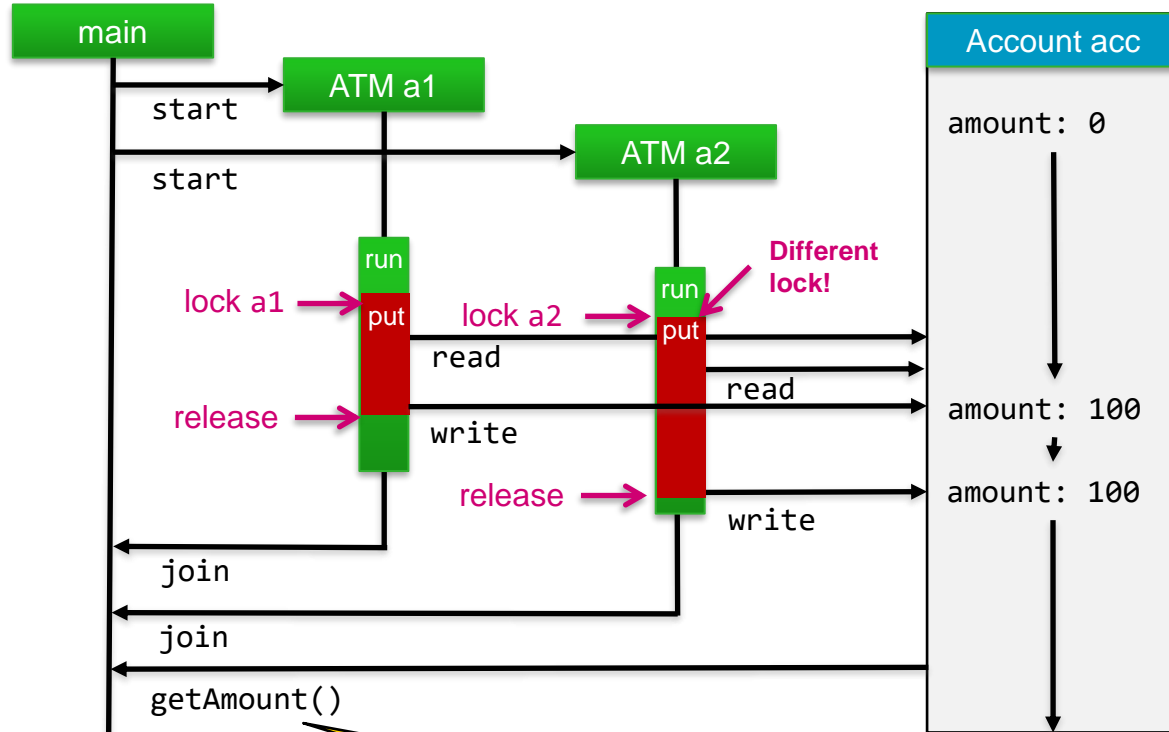 main
Account acc
ATM a1
start
amount: 0
ATM a2
start
Different
lock!
run
run
lock a1
put
lock a2
put
read
read
amount: 100
release
write
release
amount: 100
write
join
join
getAmount()